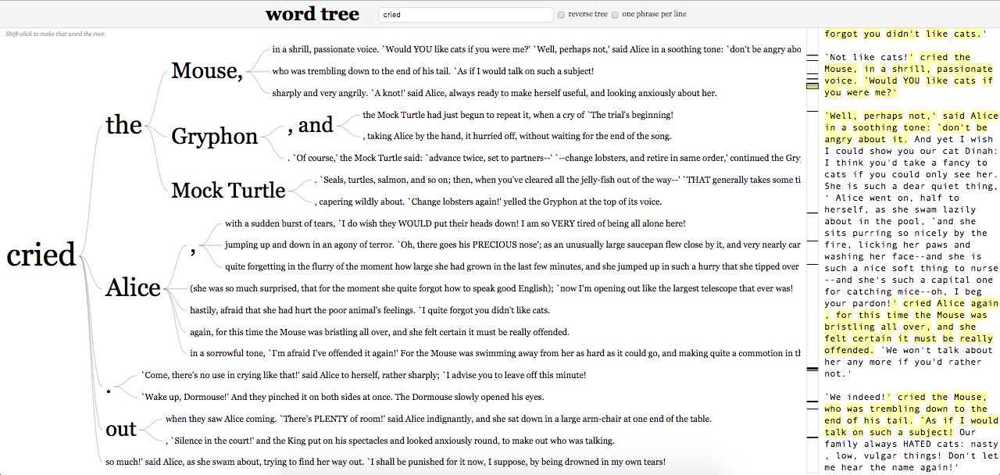 word tree
cried
reverse tree
one phrase per line
Shift-click to make that word the root.
cried
the
Mouse,
in a shrill, passionate voice. `Would YOU like cats if you were me?' `Well, perhaps not,' said Alice in a soothing tone: `don't be angry abo
who was trembling down to the end of his tail. `As if I would talk on such a subject!
sharply and very angrily. `A knot!' said Alice, always ready to make herself useful, and looking anxiously about her.
Gryphon
, and
the Mock Turtle had just begun to repeat it, when a cry of `The trial's beginning!
, taking Alice by the hand, it hurried off, without waiting for the end of the song.
. `Of course,' the Mock Turtle said: `advance twice, set to partners--' `--change lobsters, and retire in same order,' continued the Gry
Mock Turtle
. `Seals, turtles, salmon, and so on; then, when you've cleared all the jelly-fish out of the way--' `THAT generally takes some ti
, capering wildly about. `Change lobsters again!' yelled the Gryphon at the top of its voice.
Alice
,
with a sudden burst of tears, `I do wish they WOULD put their heads down! I am so VERY tired of being all alone here!
jumping up and down in an agony of terror. `Oh, there goes his PRECIOUS nose'; as an unusually large saucepan flew close by it, and very nearly car
quite forgetting in the flurry of the moment how large she had grown in the last few minutes, and she jumped up in such a hurry that she tipped over
(she was so much surprised, that for the moment she quite forgot how to speak good English); `now I'm opening out like the largest telescope that ever was!
hastily, afraid that she had hurt the poor animal's feelings. `I quite forgot you didn't like cats.
again, for this time the Mouse was bristling all over, and she felt certain it must be really offended.
in a sorrowful tone, `I'm afraid I've offended it again!' For the Mouse was swimming away from her as hard as it could go, and making quite a commotion in th
.
`Come, there's no use in crying like that!' said Alice to herself, rather sharply; `I advise you to leave off this minute!
`Wake up, Dormouse!' And they pinched it on both sides at once. The Dormouse slowly opened his eyes.
out
when they saw Alice coming. `There's PLENTY of room!' said Alice indignantly, and she sat down in a large arm-chair at one end of the table.
, `Silence in the court!' and the King put on his spectacles and looked anxiously round, to make out who was talking.
so much!' said Alice, as she swam about, trying to find her way out. `I shall be punished for it now, I suppose, by being drowned in my own tears!
forgot you didn't like cats.'
`Not like cats!' cried the
Mouse, in a shrill, passionate
voice. `Would YOU like cats if
you were me?'
`Well, perhaps not,' said Alice
in a soothing tone: `don't be
angry about it. And yet I wish
I could show you our cat Dinah:
I think you'd take a fancy to
cats if you could only see her.
She is such a dear quiet thing,
' Alice went on, half to
herself, as she swam lazily
about in the pool, `and she
sits purring so nicely by the
fire, licking her paws and
washing her face--and she is
such a nice soft thing to nurse
--and she's such a capital one
for catching mice--oh, I beg
your pardon!' cried Alice again
, for this time the Mouse was
bristling all over, and she
felt certain it must be really
offended. `We won't talk about
her any more if you'd rather
not.'
`We indeed!' cried the Mouse,
who was trembling down to the
end of his tail. `As if I would
talk on such a subject! Our
family always HATED cats: nasty
, low, vulgar things! Don't let
me hear the name again!'